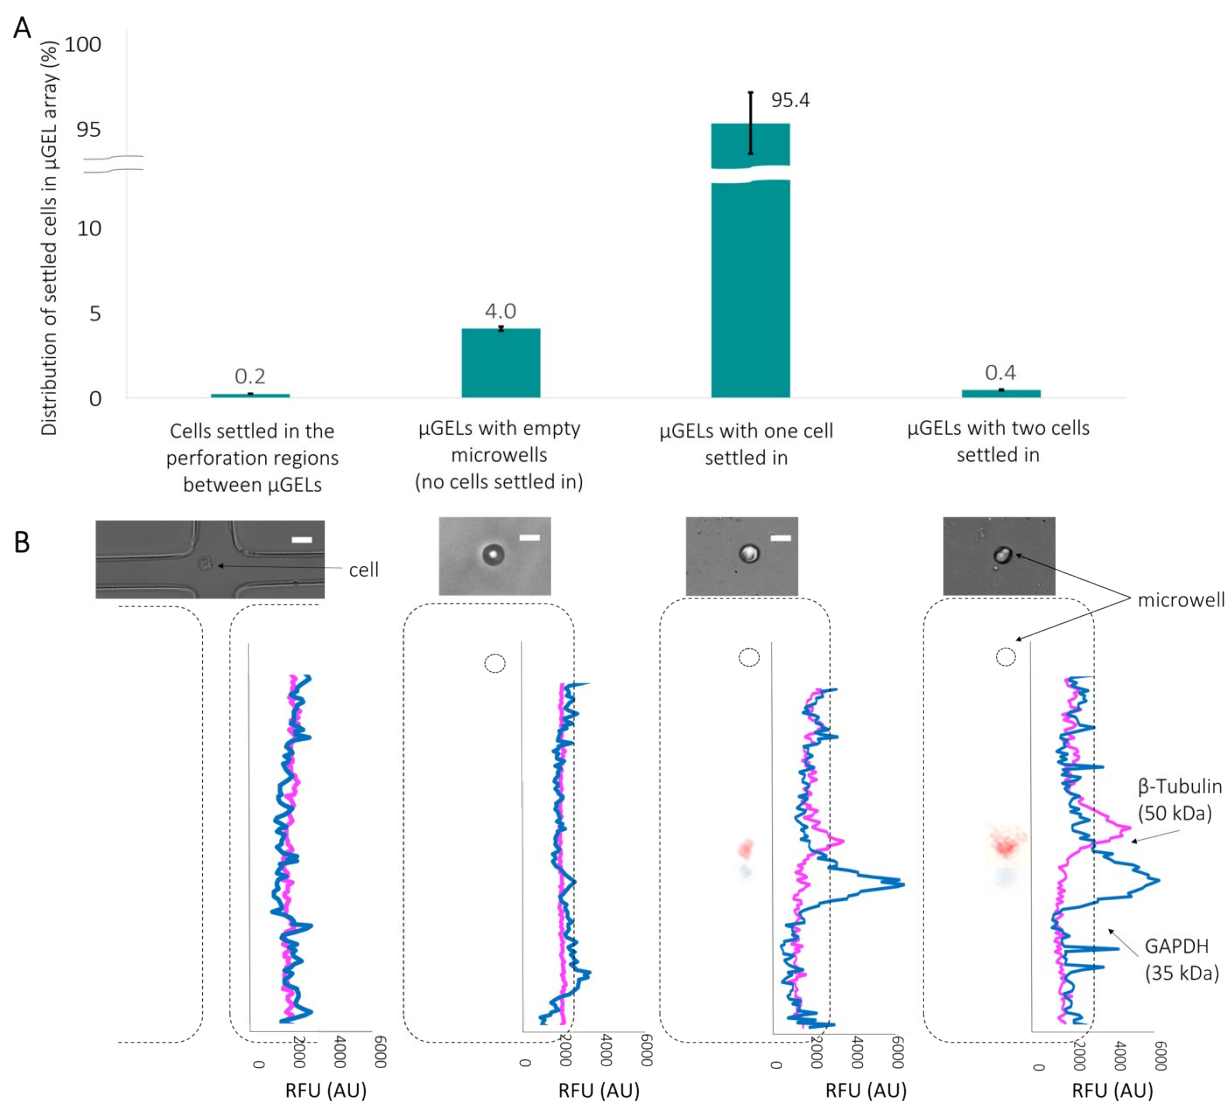 A
Distribution of settled cells in µGEL array (%)
100
95
10
5
0
0.2
4.0
95.4
0.4
Cells settled in the
perforation regions
between µGELs
µGELs with empty
microwells
(no cells settled in)
µGELs with one cell
settled in
µGELs with two cells
settled in
B
cell
microwell
β-Tubulin
(50 kDa)
GAPDH
(35 kDa)
0 2000 4000 6000
RFU (AU)
0 2000 4000 6000
RFU (AU)
0 2000 4000 6000
RFU (AU)
0 2000 4000 6000
RFU (AU)